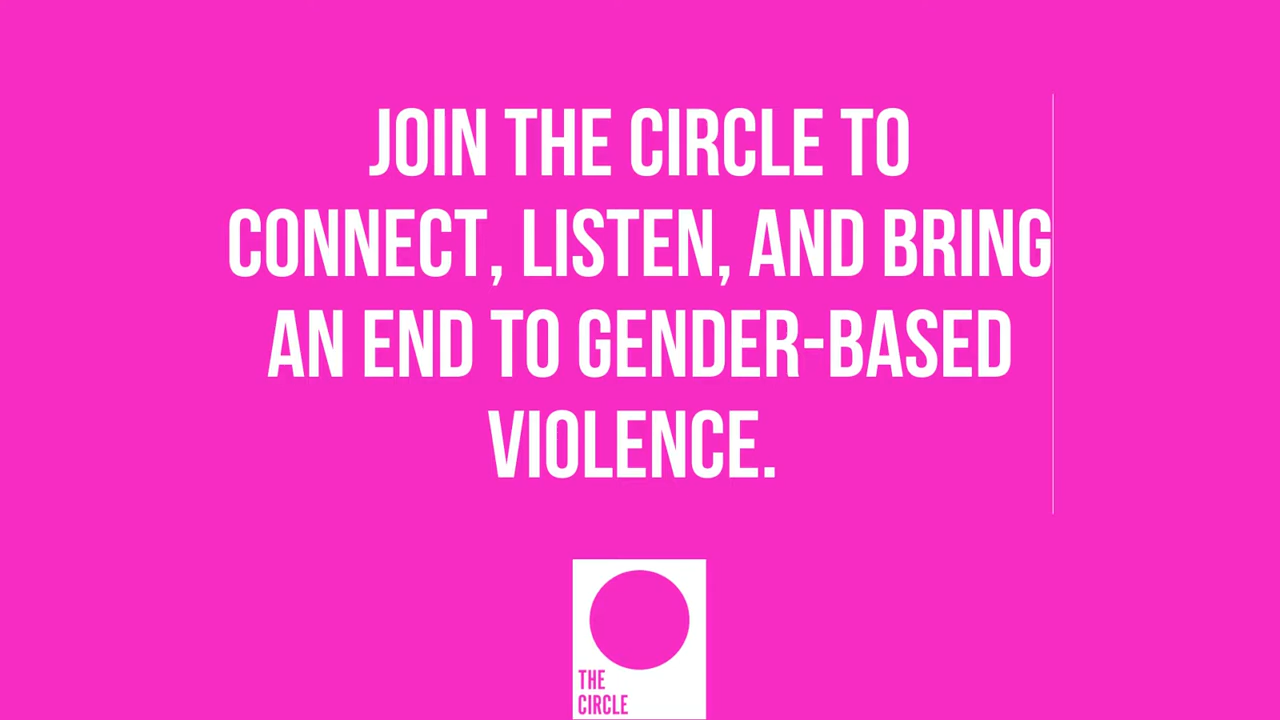 JOIN THE CIRCLE TO
CONNECT, LISTEN, AND BRING
AN END TO GENDER-BASED
VIOLENCE.
THE
CIRCLE